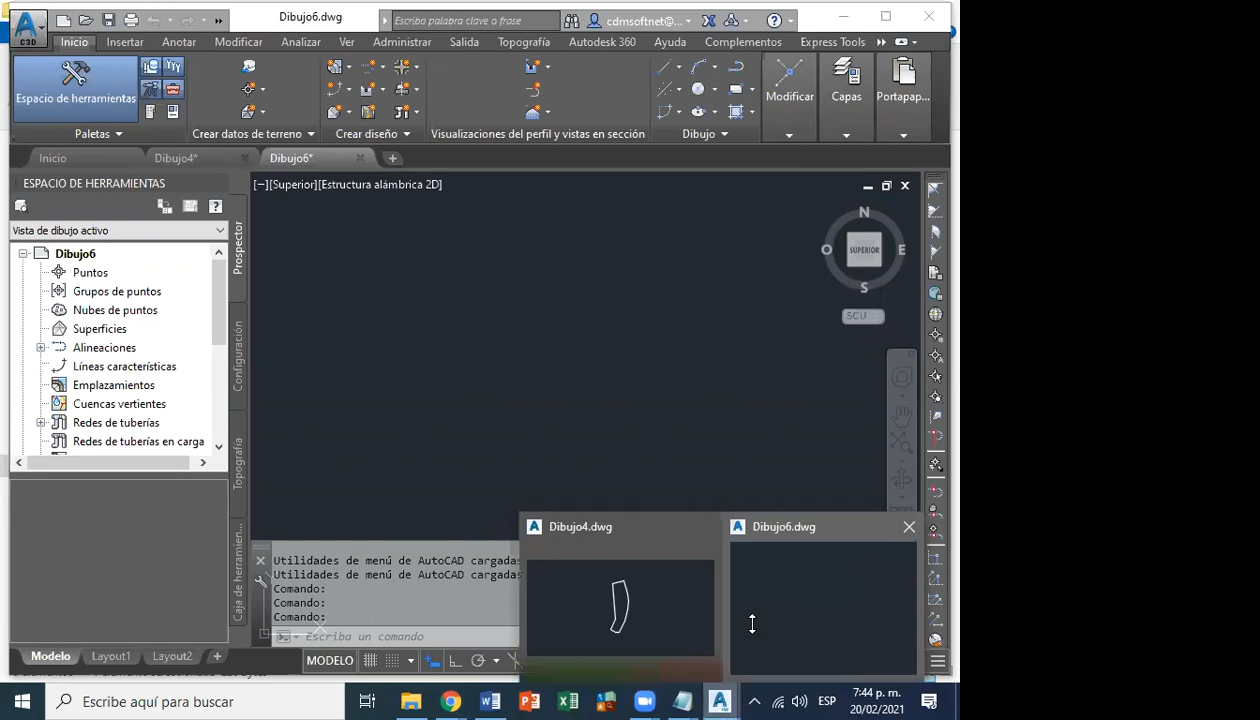 Dibujo6.dwg
Escriba palabra clave o frase
cdmsoftnet@...
C3D
Inicio Insertar Anotar Modificar Analizar Ver Administrar Salida Topografía Autodesk 360 Ayuda Complementos Express Tools
Espacio de herramientas
Modificar Capas Portapap...
Paletas Crear datos de terreno Crear diseño Visualizaciones del perfil y vistas en sección Dibujo
Inicio Dibujo4* Dibujo6*
ESPACIO DE HERRAMIENTAS
[−][Superior][Estructura alámbrica 2D]
Vista de dibujo activo
Dibujo6
Puntos
Grupos de puntos
Nubes de puntos
Superficies
Alineaciones
Líneas características
Emplazamientos
Cuencas vertientes
Redes de tuberías
Redes de tuberías en carga
Prospector
Configuración
Topografía
Caja de herramien...
N
O SUPERIOR E
S
SCU
Dibujo4.dwg Dibujo6.dwg
Utilidades de menú de AutoCAD cargadas
Utilidades de menú de AutoCAD cargadas
Comando:
Comando:
Comando:
Escriba un comando
Modelo Layout1 Layout2 + MODELO
Escribe aquí para buscar
ESP
7:44 p. m.
20/02/2021